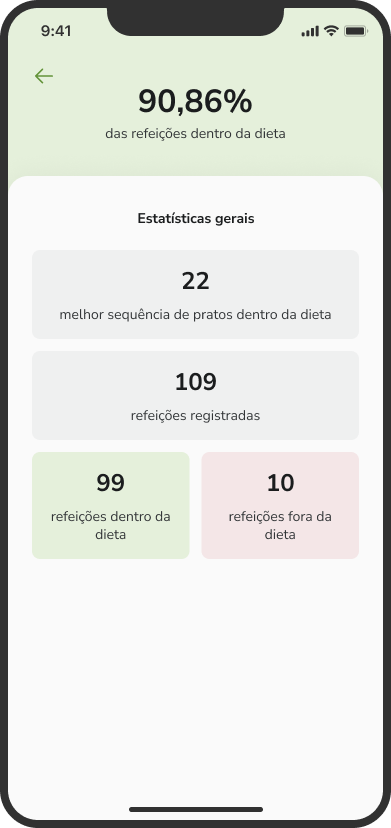 9:41
90,86%
das refeições dentro da dieta
Estatísticas gerais
22
melhor sequência de pratos dentro da dieta
109
refeições registradas
99
refeições dentro da
dieta
10
refeições fora da
dieta